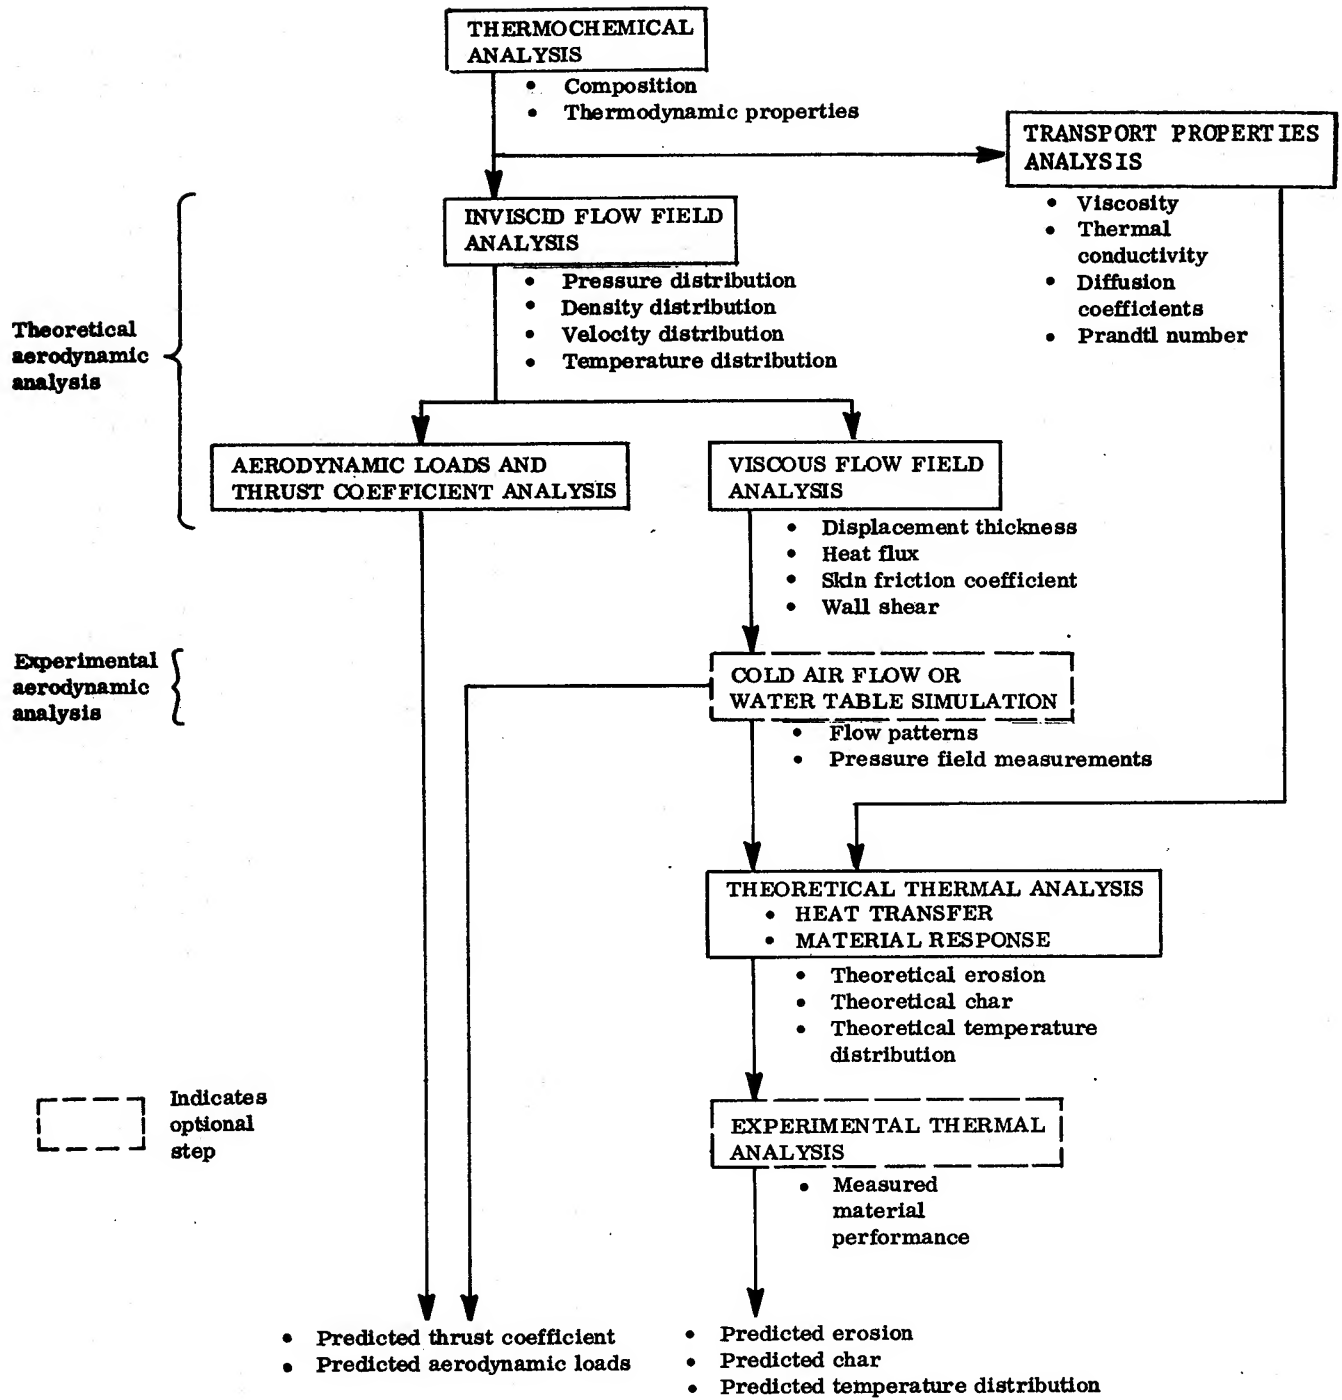 THERMOCHEMICAL
ANALYSIS
• Composition
• Thermodynamic properties
TRANSPORT PROPERTIES
ANALYSIS
• Viscosity
• Thermal
conductivity
• Diffusion
coefficients
• Prandtl number
INVISCID FLOW FIELD
ANALYSIS
• Pressure distribution
• Density distribution
• Velocity distribution
• Temperature distribution
Theoretical
aerodynamic
analysis
AERODYNAMIC LOADS AND
THRUST COEFFICIENT ANALYSIS
VISCOUS FLOW FIELD
ANALYSIS
• Displacement thickness
• Heat flux
• Skin friction coefficient
• Wall shear
Experimental
aerodynamic
analysis
COLD AIR FLOW OR
WATER TABLE SIMULATION
• Flow patterns
• Pressure field measurements
THEORETICAL THERMAL ANALYSIS
• HEAT TRANSFER
• MATERIAL RESPONSE
• Theoretical erosion
• Theoretical char
• Theoretical temperature
distribution
Indicates
optional
step
EXPERIMENTAL THERMAL
ANALYSIS
• Measured
material
performance
• Predicted thrust coefficient
• Predicted aerodynamic loads
• Predicted erosion
• Predicted char
• Predicted temperature distribution